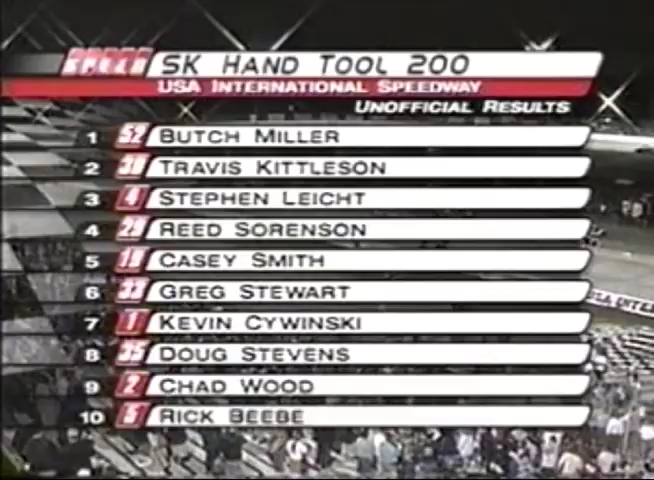 SPEED SK HAND TOOL 200
USA INTERNATIONAL SPEEDWAY
UNOFFICIAL RESULTS
1 52 BUTCH MILLER
2 TRAVIS KITTLESON
3 4 STEPHEN LEICHT
4 29 REED SORENSON
5 CASEY SMITH
6 33 GREG STEWART
7 1 KEVIN CYWINSKI
8 35 DOUG STEVENS
9 2 CHAD WOOD
10 5 RICK BEEBE